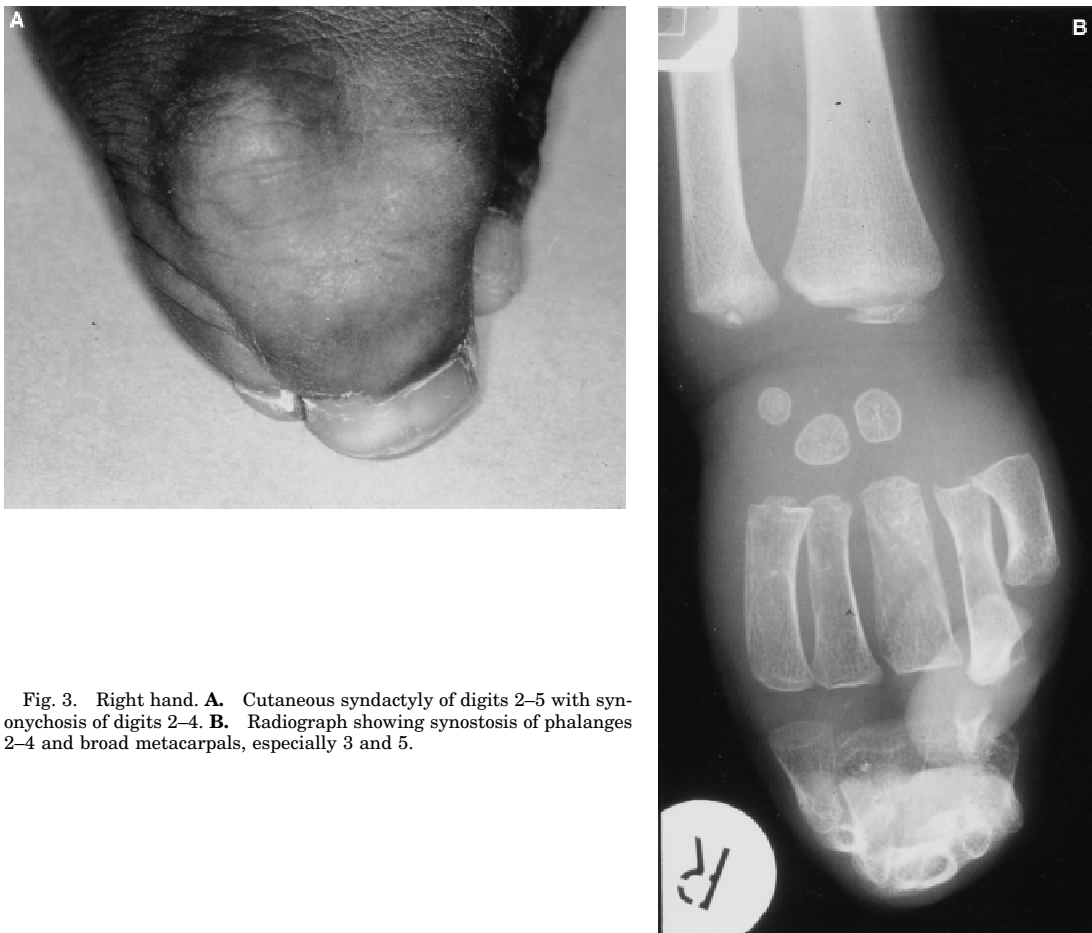 A
B
Fig. 3. Right hand. A. Cutaneous syndactyly of digits 2–5 with syn-
onychosis of digits 2–4. B. Radiograph showing synostosis of phalanges
2–4 and broad metacarpals, especially 3 and 5.
R